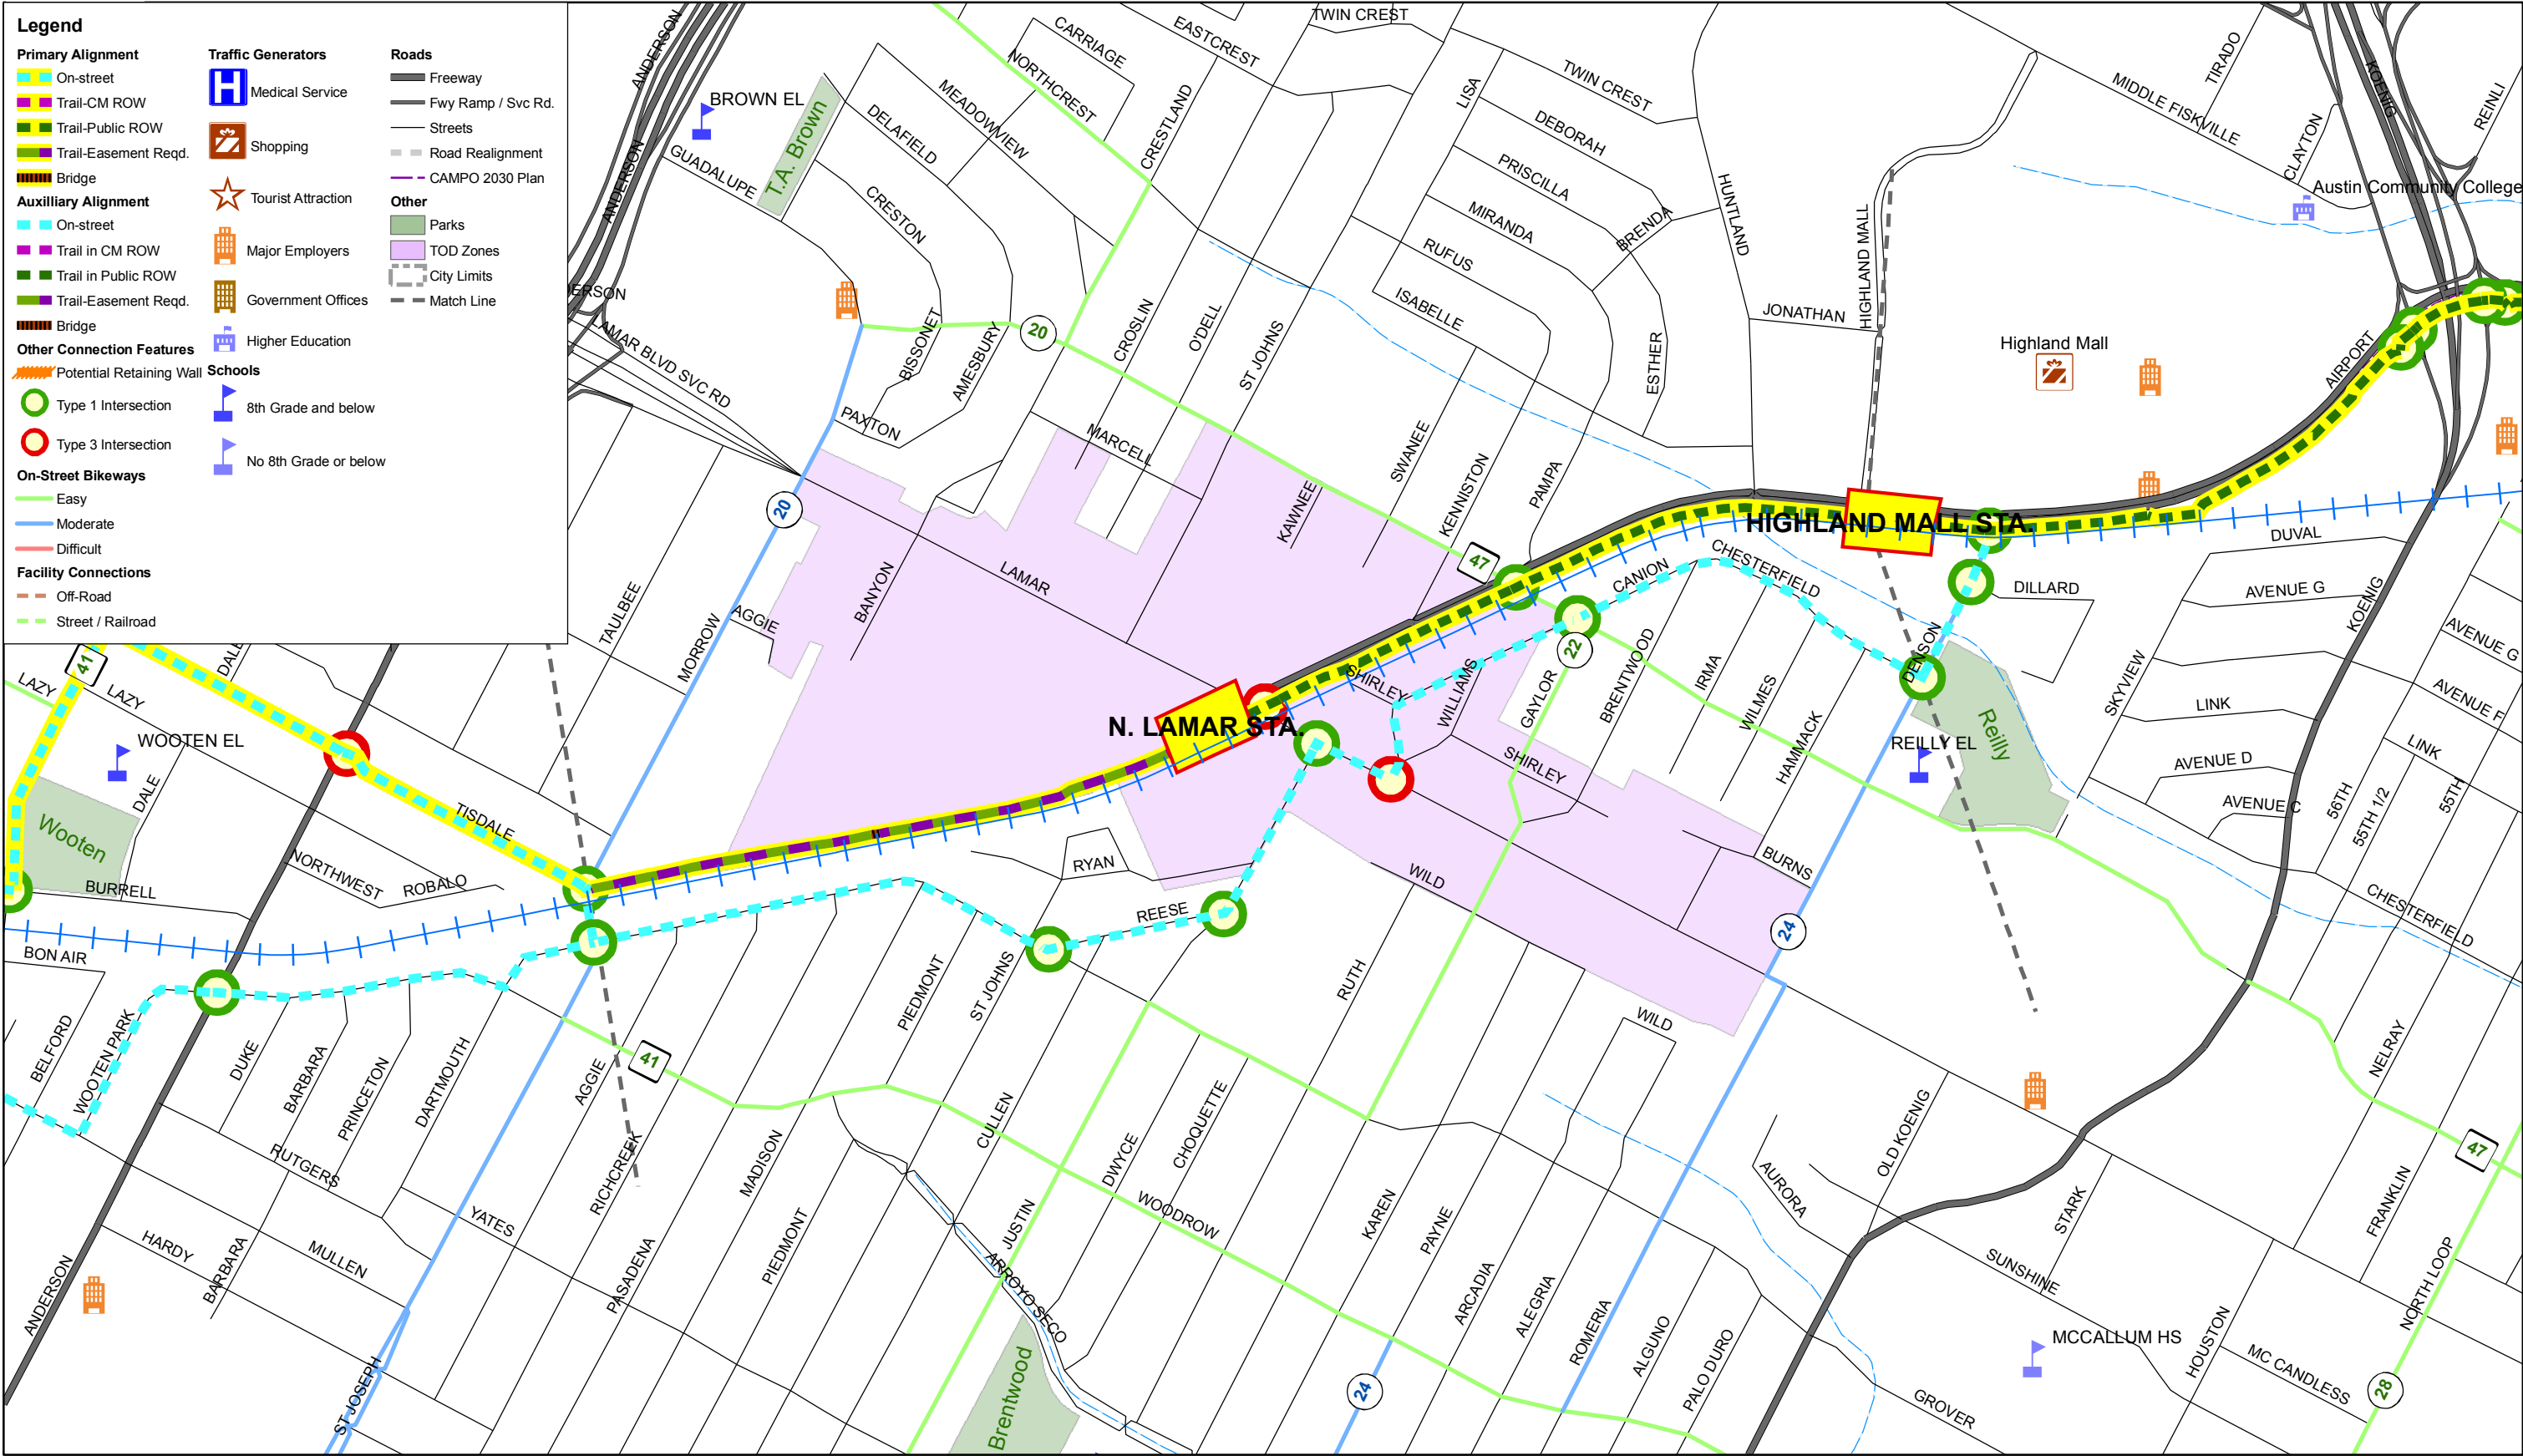 Legend
Primary Alignment
On-street
Trail-CM ROW
Trail-Public ROW
Trail-Easement Reqd.
Bridge
Auxilliary Alignment
On-street
Trail in CM ROW
Trail in Public ROW
Trail-Easement Reqd.
Bridge
Other Connection Features
Potential Retaining Wall
Type 1 Intersection
Type 3 Intersection
On-Street Bikeways
Easy
Moderate
Difficult
Facility Connections
Off-Road
Street / Railroad
Traffic Generators
Medical Service
Shopping
Tourist Attraction
Major Employers
Government Offices
Higher Education
Schools
8th Grade and below
No 8th Grade or below
Roads
Freeway
Fwy Ramp / Svc Rd.
Streets
Road Realignment
CAMPO 2030 Plan
Other
Parks
TOD Zones
City Limits
Match Line
ANDERSON
ANDERSON
LAMAR BLVD SVC RD
BROWN EL
T.A. Brown
GUADALUPE
DELAFIELD
CRESTON
MEADOWVIEW
NORTHCREST
CARRIAGE
EASTCREST
CRESTLAND
TWIN CREST
TWIN CREST
LISA
DEBORAH
PRISCILLA
MIRANDA
BRENDA
RUFUS
ISABELLE
HUNTLAND
ESTHER
JONATHAN
HIGHLAND MALL
MIDDLE FISKVILLE
TIRADO
CLAYTON
KOENIG
REINLI
Austin Community College
Highland Mall
AIRPORT
BISSONET
AMESBURY
PAXTON
20
CROSLIN
O'DELL
ST JOHNS
MARCELL
KAWNEE
SWANEE
KENNISTON
PAMPA
47
20
HIGHLAND MALL STA.
CANION
CHESTERFIELD
DILLARD
DENSON
DUVAL
AVENUE G
KOENIG
AVENUE G
AVENUE F
SKYVIEW
LINK
LINK
AVENUE D
AVENUE C
56TH
55TH 1/2
55TH
CHESTERFIELD
Reilly
REILLY EL
TAULBEE
MORROW
AGGIE
BANYON
LAMAR
N. LAMAR STA.
SHIRLEY
WILLIAMS
22
GAYLOR
BRENTWOOD
IRMA
WILMES
HAMMACK
SHIRLEY
BURNS
WILD
24
41
LAZY
LAZY
DALE
WOOTEN EL
DALE
Wooten
TISDALE
BURRELL
NORTHWEST
ROBALO
BON AIR
RYAN
REESE
BELFORD
WOOTEN PARK
DUKE
BARBARA
PRINCETON
DARTMOUTH
AGGIE
41
PIEDMONT
ST JOHNS
RUTH
WILD
RUTGERS
YATES
RICHCREEK
MADISON
CULLEN
DWYCE
CHOQUETTE
WOODROW
JUSTIN
ARROYO SECO
Brentwood
HARDY
BARBARA
MULLEN
ANDERSON
ST JOSEPH
PASADENA
PIEDMONT
KAREN
PAYNE
ARCADIA
ALEGRIA
ROMERIA
ALGUNO
PALO DURO
24
AURORA
OLD KOENIG
SUNSHINE
STARK
MCCALLUM HS
GROVER
HOUSTON
MC CANDLESS
NORTH LOOP
FRANKLIN
NELRAY
47
28